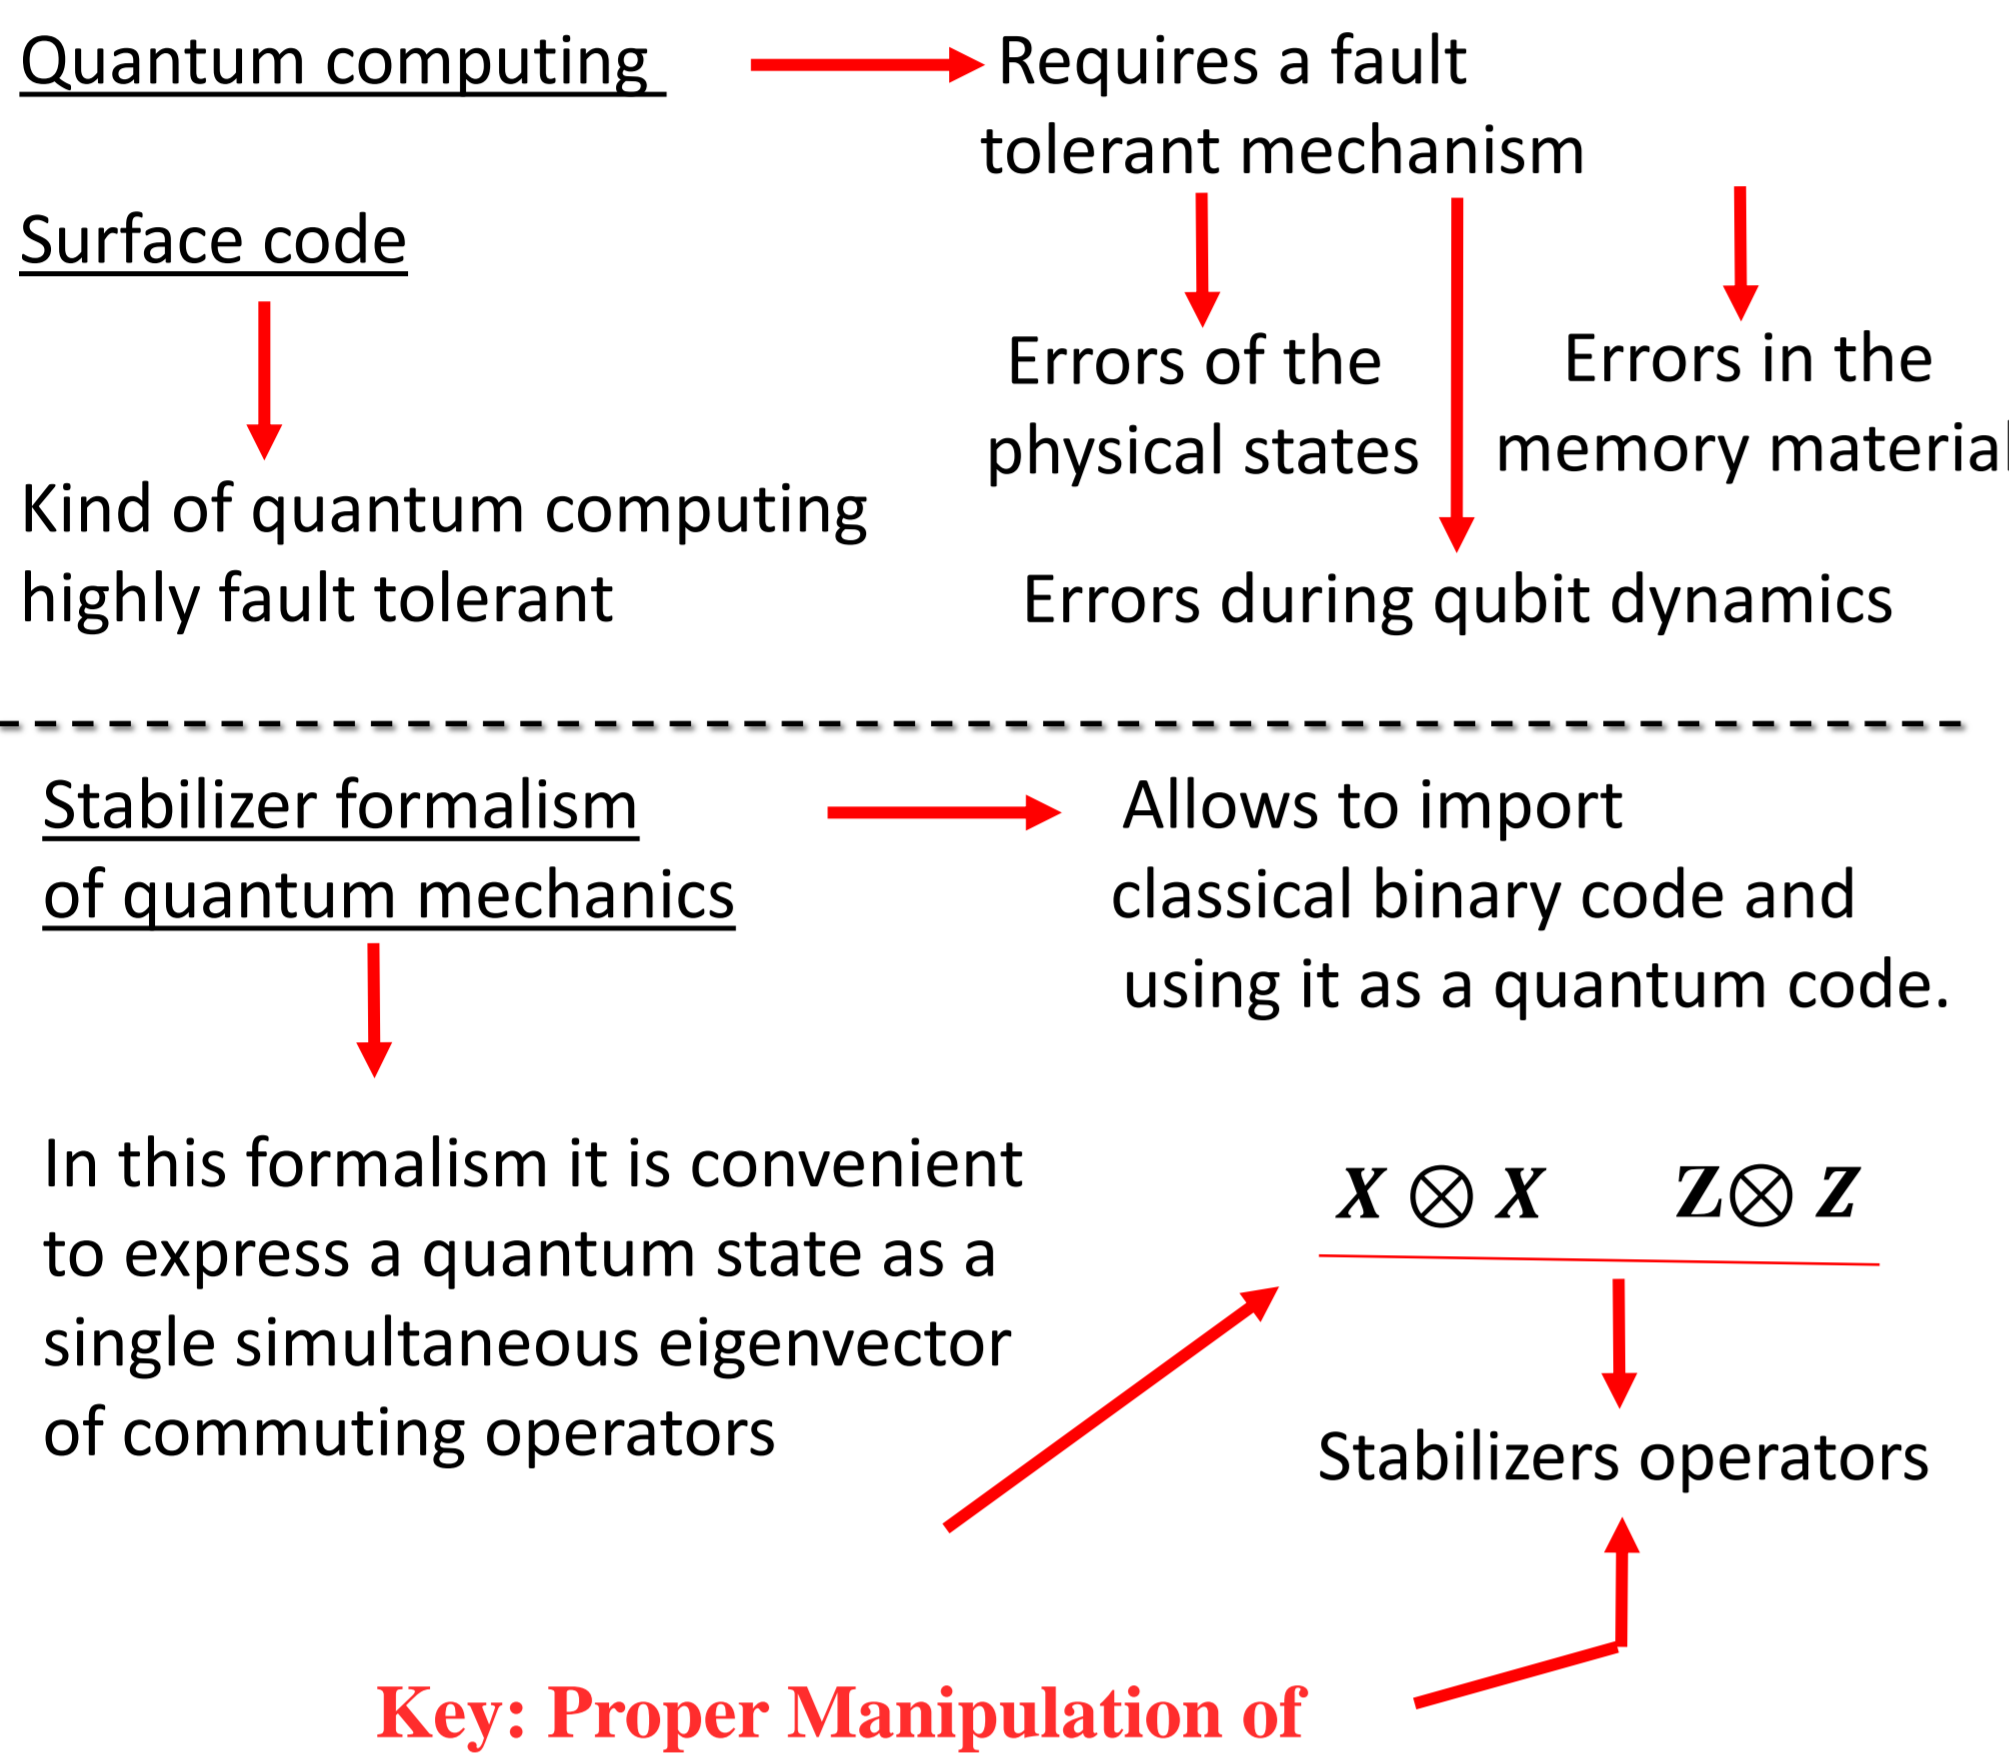 Quantum computing
Requires a fault
tolerant mechanism
Surface code
Errors of the
physical states
Errors in the
memory material
Kind of quantum computing
highly fault tolerant
Errors during qubit dynamics
Stabilizer formalism
of quantum mechanics
Allows to import
classical binary code and
using it as a quantum code.
In this formalism it is convenient
to express a quantum state as a
single simultaneous eigenvector
of commuting operators
X ⊗ X Z⊗ Z
Stabilizers operators
Key: Proper Manipulation of